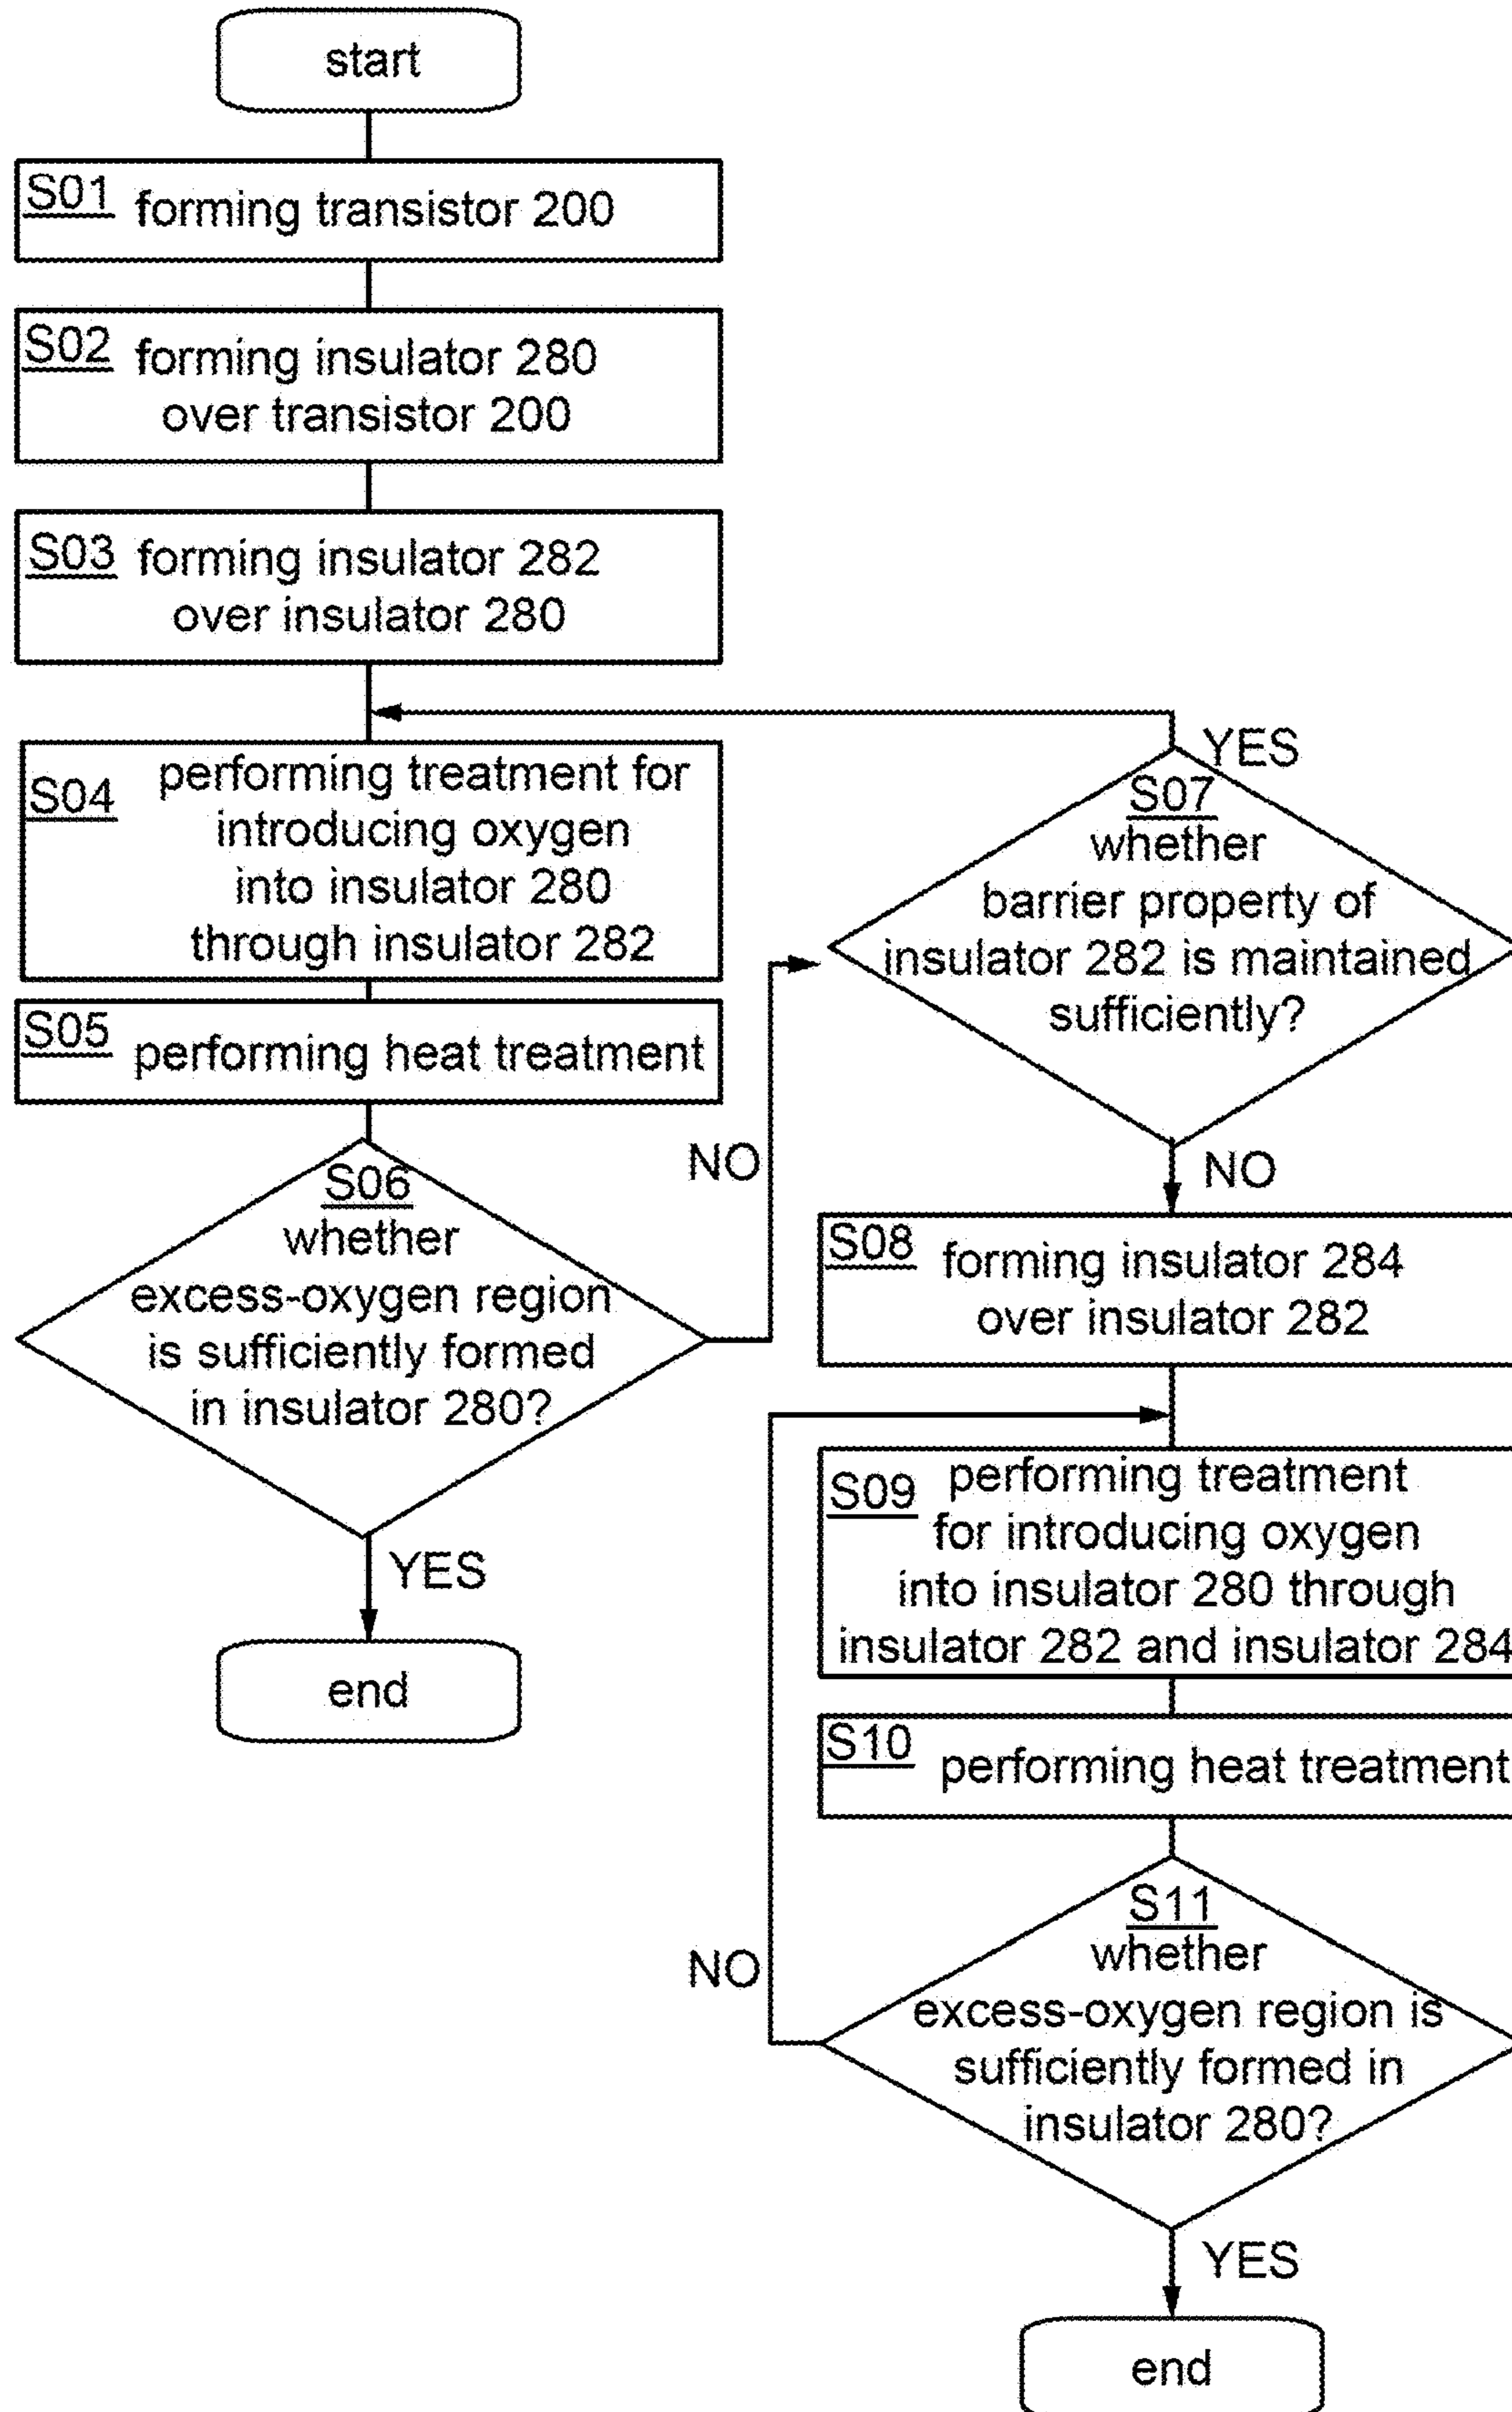 start
S01 forming transistor 200
S02 forming insulator 280
over transistor 200
S03 forming insulator 282
over insulator 280
S04 performing treatment for
introducing oxygen
into insulator 280
through insulator 282
S05 performing heat treatment
S06
whether
excess-oxygen region
is sufficiently formed
in insulator 280?
NO
YES
end
YES
S07
whether
barrier property of
insulator 282 is maintained
sufficiently?
NO
S08 forming insulator 284
over insulator 282
S09 performing treatment
for introducing oxygen
into insulator 280 through
insulator 282 and insulator 284
S10 performing heat treatment
S11
whether
excess-oxygen region is
sufficiently formed in
insulator 280?
NO
YES
end